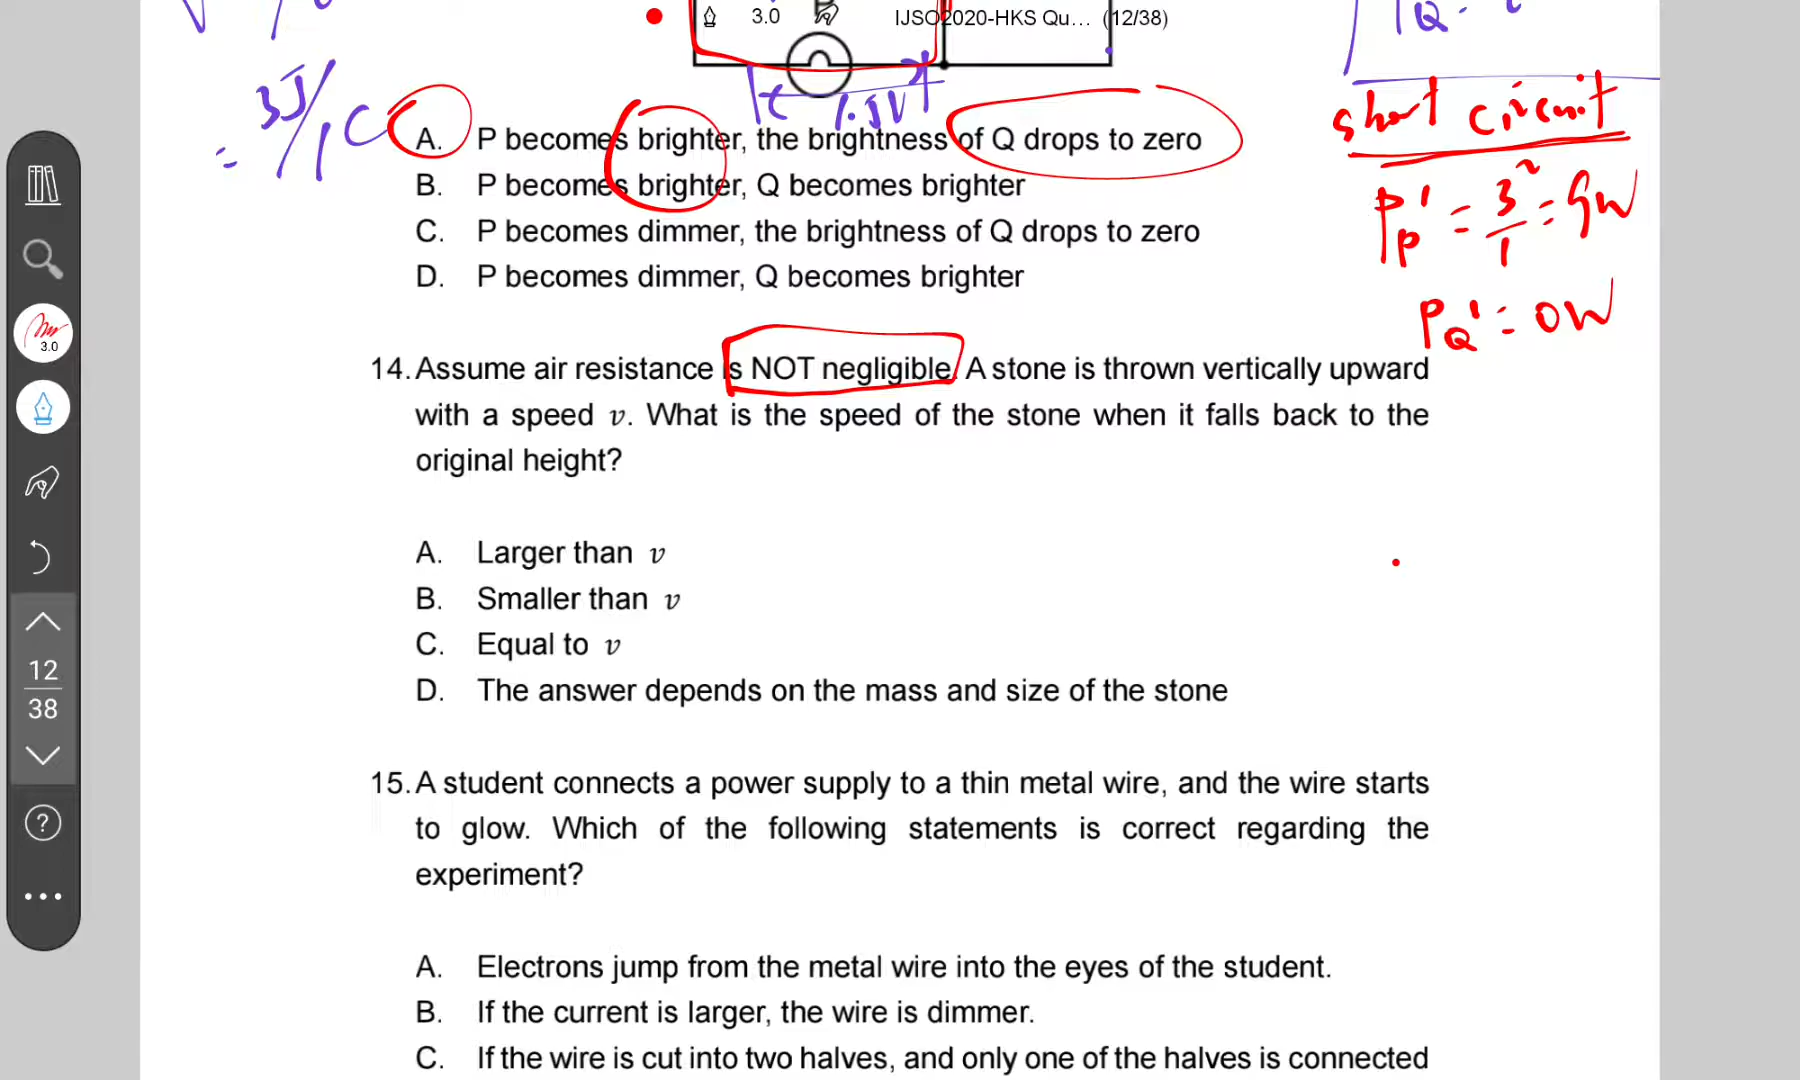 3.0 IJSO2020-HKS Qu... (12/38)
3J/1C
=
1.5V
short circuit
A. P becomes brighter, the brightness of Q drops to zero
B. P becomes brighter, Q becomes brighter
Pp' = 3²/1 = 9W
C. P becomes dimmer, the brightness of Q drops to zero
D. P becomes dimmer, Q becomes brighter
PQ' = 0W
3.0
14. Assume air resistance is NOT negligible. A stone is thrown vertically upward
with a speed v. What is the speed of the stone when it falls back to the
original height?
A. Larger than v
B. Smaller than v
C. Equal to v
D. The answer depends on the mass and size of the stone
12
38
15. A student connects a power supply to a thin metal wire, and the wire starts
to glow. Which of the following statements is correct regarding the
experiment?
?
A. Electrons jump from the metal wire into the eyes of the student.
B. If the current is larger, the wire is dimmer.
C. If the wire is cut into two halves, and only one of the halves is connected